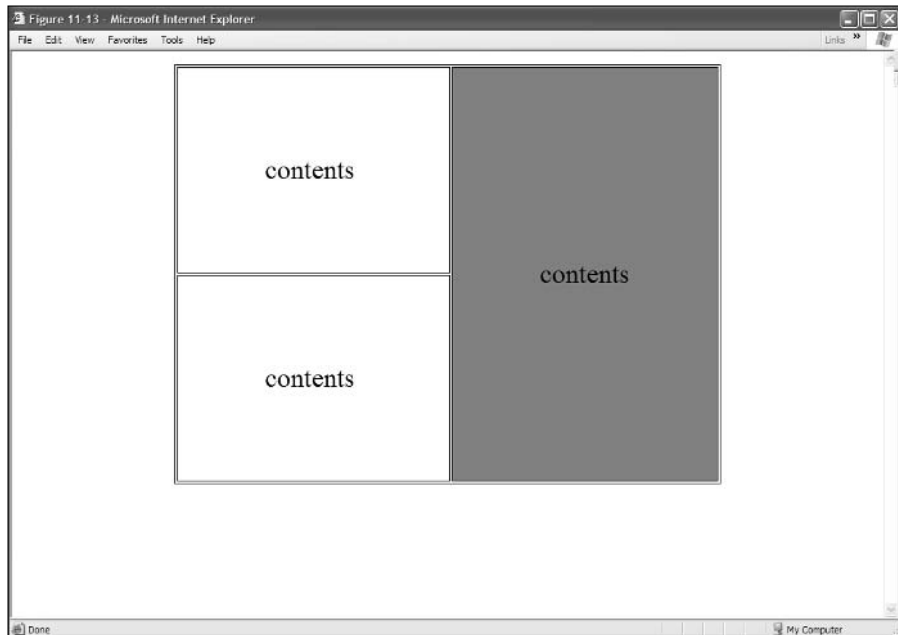 Figure 11-13 - Microsoft Internet Explorer
File Edit View Favorites Tools Help
Links »
contents
contents
contents
Done
My Computer